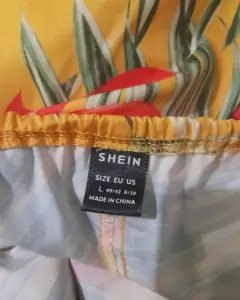 SHEIN
SIZE EU US
L 40/42 8/10
MADE IN CHINA